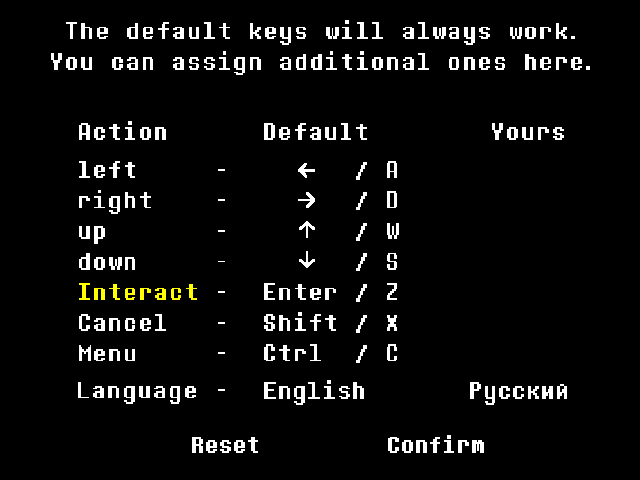 The default keys will always work.
You can assign additional ones here.
Action Default Yours
left - ← / A
right - → / D
up - ↑ / W
down - ↓ / S
Interact - Enter / Z
Cancel - Shift / X
Menu - Ctrl / C
Language - English Русский
Reset Confirm